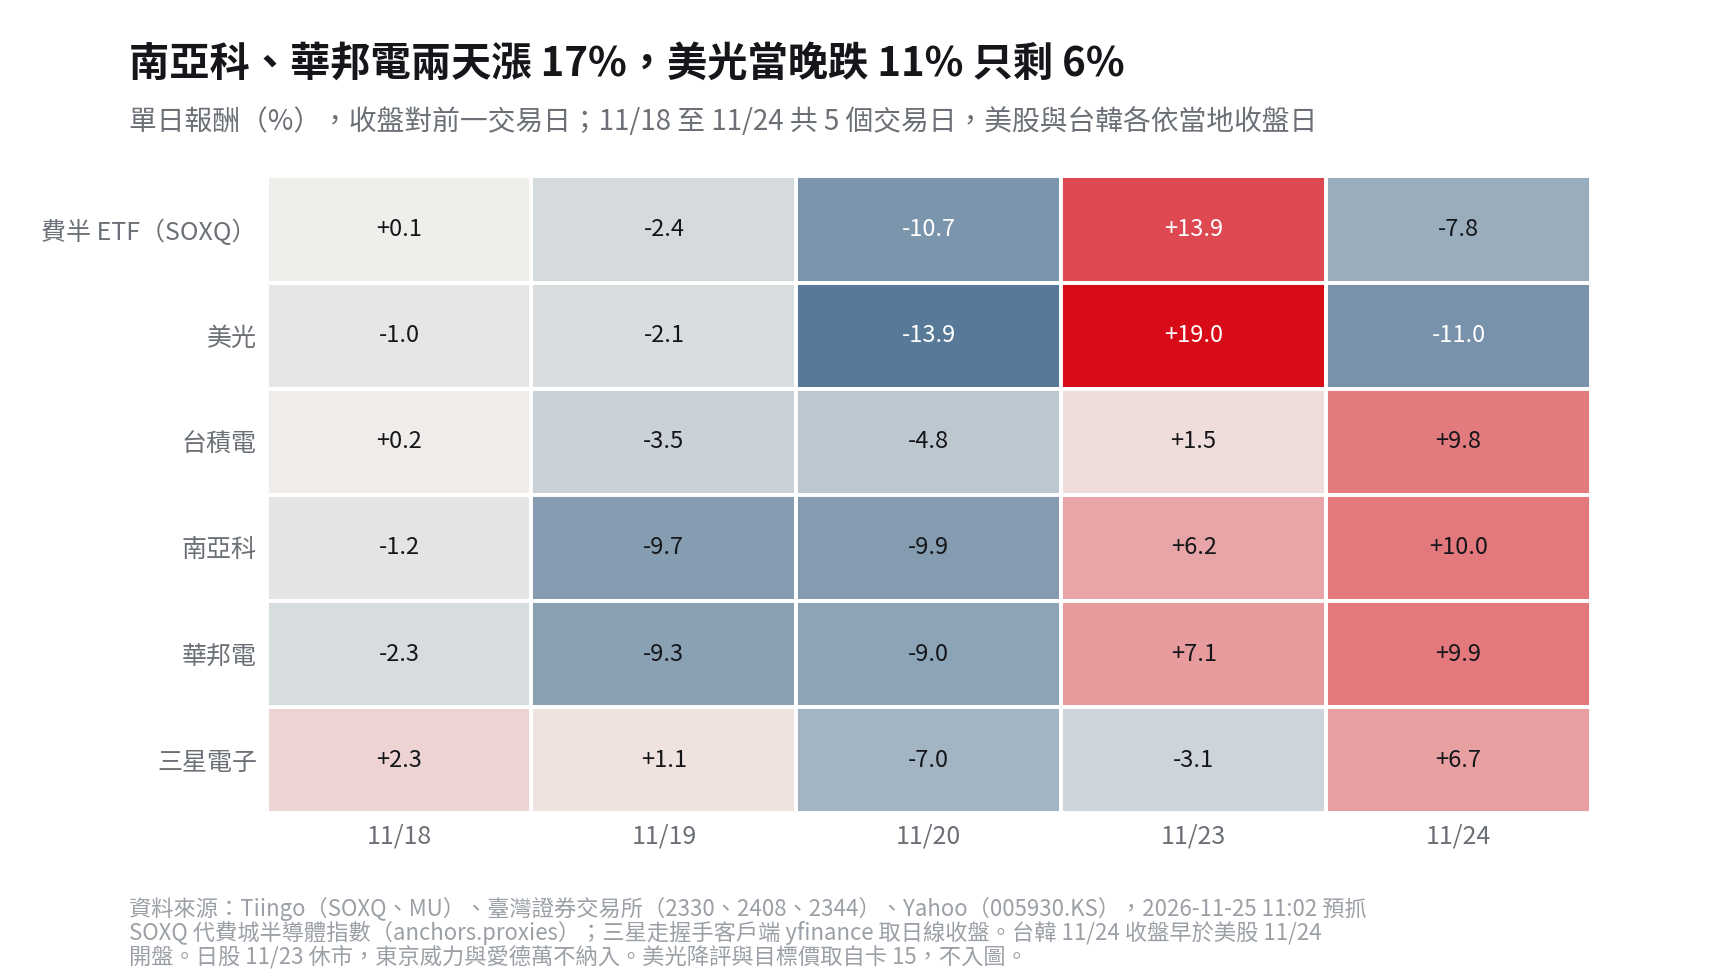 南亞科、華邦電兩天漲 17%，美光當晚跌 11% 只剩 6%
單日報酬（%），收盤對前一交易日；11/18 至 11/24 共 5 個交易日，美股與台韓各依當地收盤日
費半 ETF（SOXQ） +0.1 -2.4 -10.7 +13.9 -7.8
美光 -1.0 -2.1 -13.9 +19.0 -11.0
台積電 +0.2 -3.5 -4.8 +1.5 +9.8
南亞科 -1.2 -9.7 -9.9 +6.2 +10.0
華邦電 -2.3 -9.3 -9.0 +7.1 +9.9
三星電子 +2.3 +1.1 -7.0 -3.1 +6.7
11/18 11/19 11/20 11/23 11/24
資料來源：Tiingo（SOXQ、MU）、臺灣證券交易所（2330、2408、2344）、Yahoo（005930.KS），2026-11-25 11:02 預抓
SOXQ 代費城半導體指數（anchors.proxies）；三星走握手客戶端 yfinance 取日線收盤。台韓 11/24 收盤早於美股 11/24
開盤。日股 11/23 休市，東京威力與愛德萬不納入。美光降評與目標價取自卡 15，不入圖。